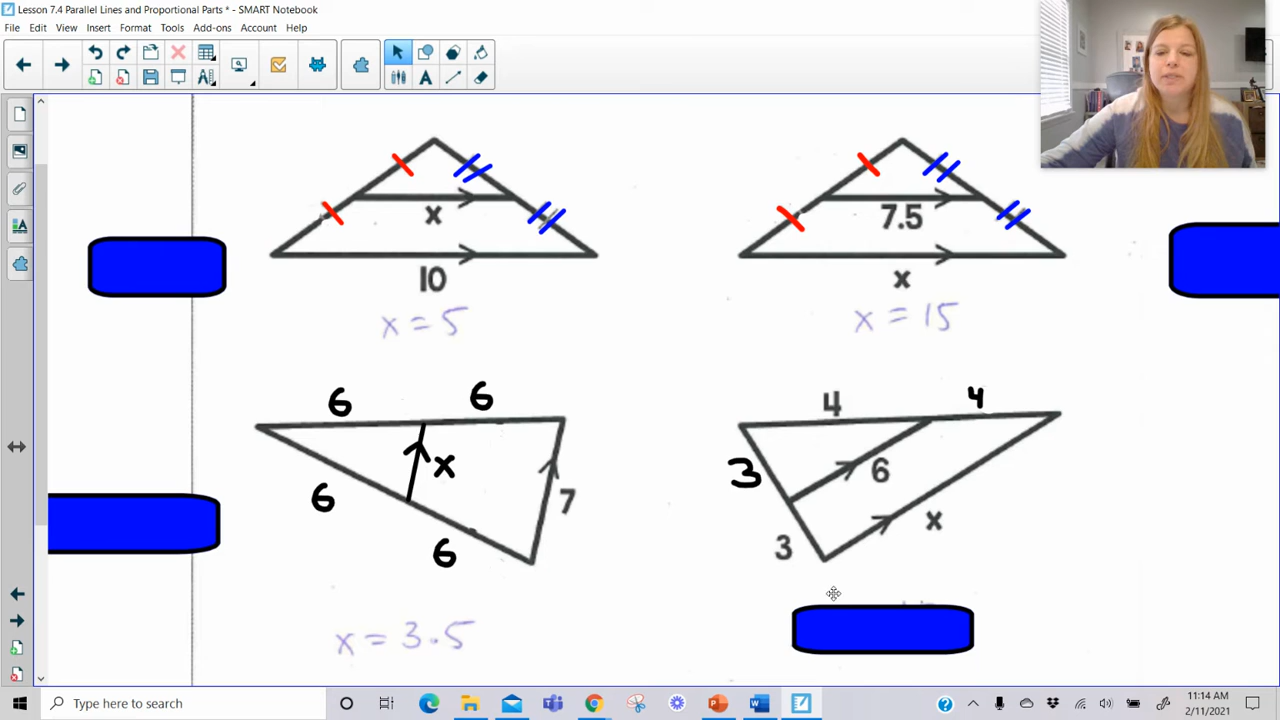 Lesson 7.4 Parallel Lines and Proportional Parts * - SMART Notebook
File Edit View Insert Format Tools Add-ons Account Help
x
10
x = 5
7.5
x
x = 15
6 6
x
6
7
6
x = 3.5
4 4
3
6
x
3
Type here to search
11:14 AM
2/11/2021